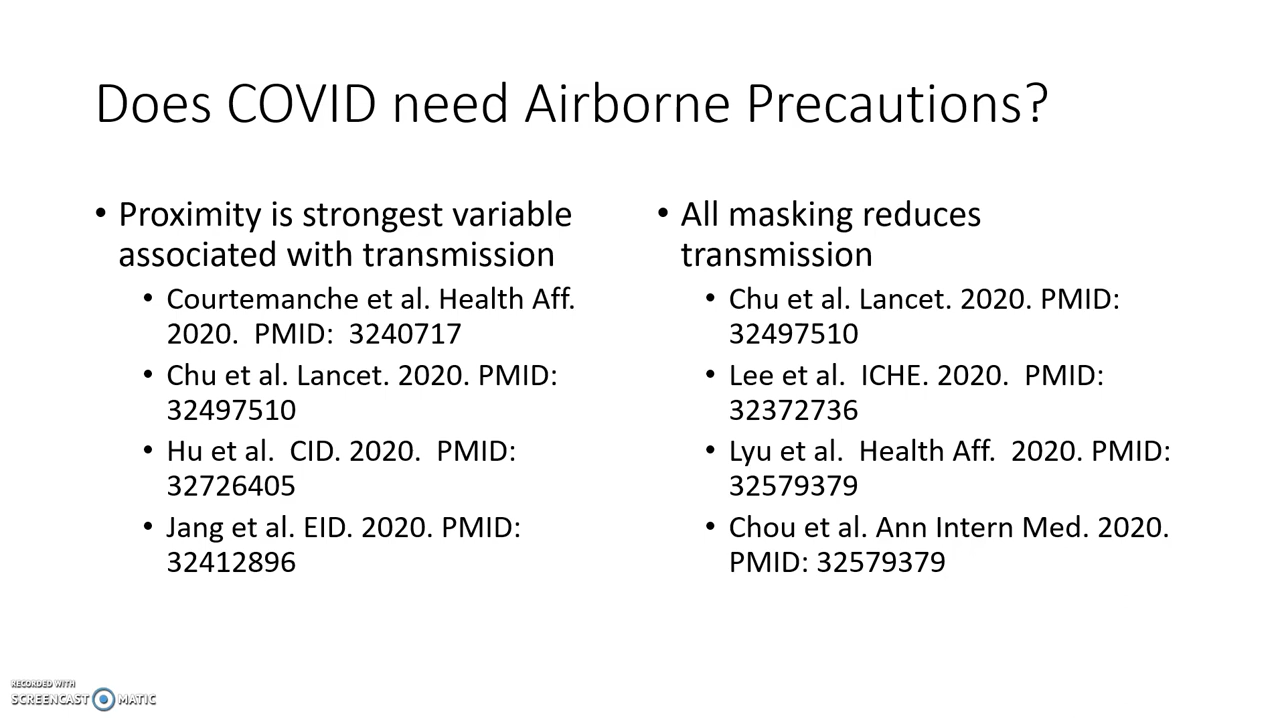 Does COVID need Airborne Precautions?
• Proximity is strongest variable
associated with transmission
• Courtemanche et al. Health Aff.
2020.  PMID:  3240717
• Chu et al. Lancet. 2020. PMID:
32497510
• Hu et al.  CID. 2020.  PMID:
32726405
• Jang et al. EID. 2020. PMID:
32412896
• All masking reduces
transmission
• Chu et al. Lancet. 2020. PMID:
32497510
• Lee et al.  ICHE. 2020.  PMID:
32372736
• Lyu et al.  Health Aff.  2020. PMID:
32579379
• Chou et al. Ann Intern Med. 2020.
PMID: 32579379
RECORDED WITH
SCREENCAST MATIC